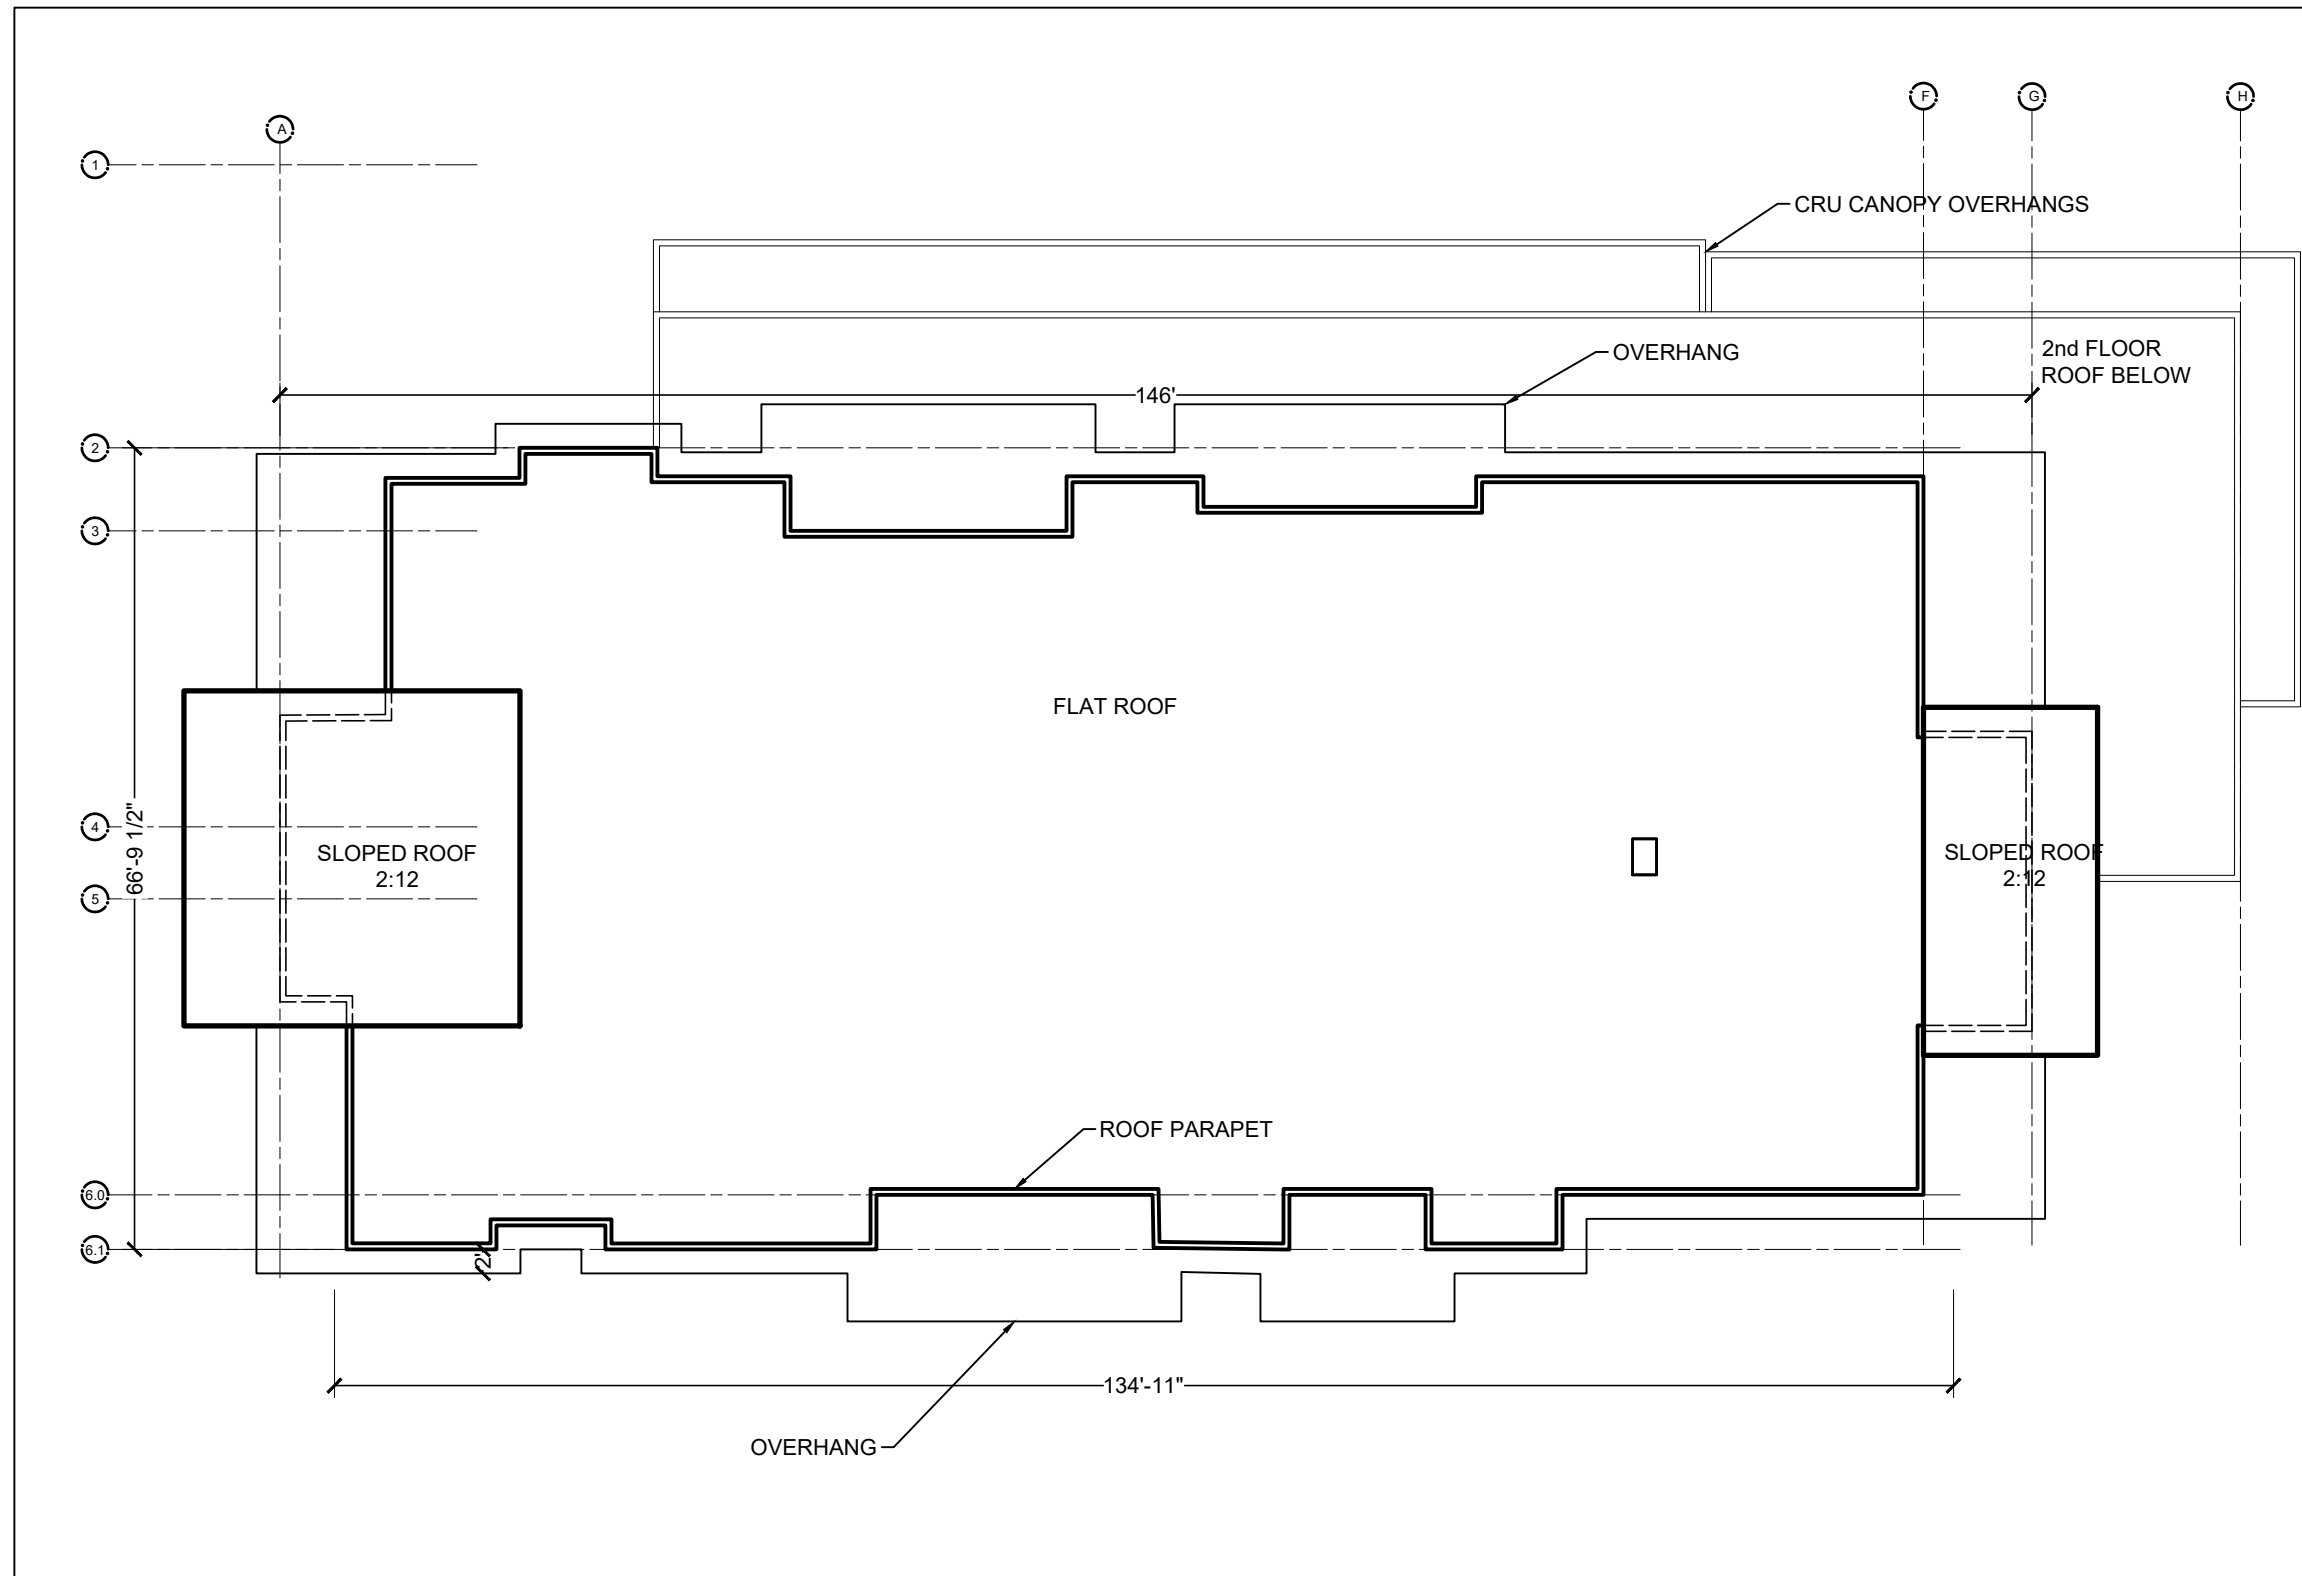 F
G
H
A
1
CRU CANOPY OVERHANGS
OVERHANG
2nd FLOOR
ROOF BELOW
146'
2
3
FLAT ROOF
66'-9 1/2"
4
SLOPED ROOF
2:12
SLOPED ROOF
2:12
5
ROOF PARAPET
6.0
6.1
2'
134'-11"
OVERHANG